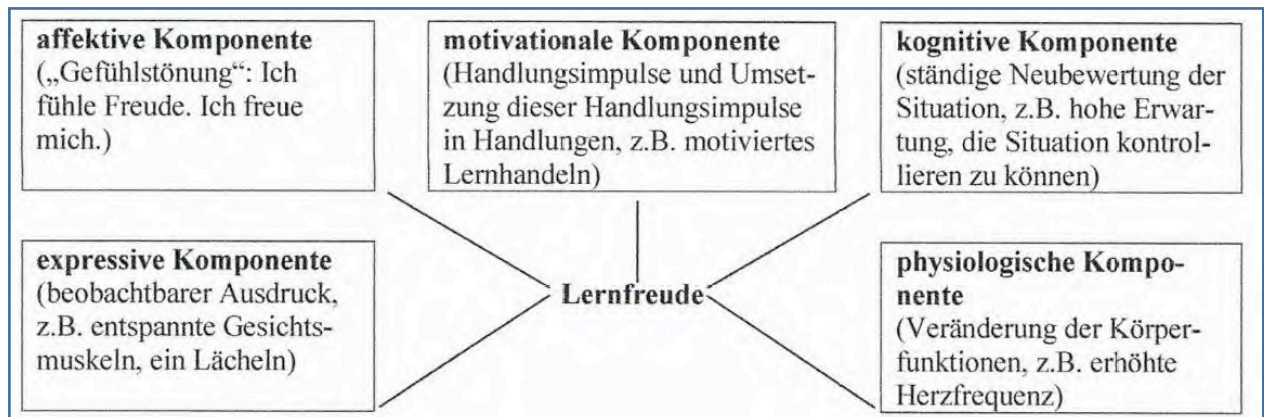 affektive Komponente
(„Gefühlstönung“: Ich
fühle Freude. Ich freue
mich.)
motivationale Komponente
(Handlungsimpulse und Umset-
zung dieser Handlungsimpulse
in Handlungen, z.B. motiviertes
Lernhandeln)
kognitive Komponente
(ständige Neubewertung der
Situation, z.B. hohe Erwar-
tung, die Situation kontrol-
lieren zu können)
expressive Komponente
(beobachtbarer Ausdruck,
z.B. entspannte Gesichts-
muskeln, ein Lächeln)
Lernfreude
physiologische Kompo-
nente
(Veränderung der Körper-
funktionen, z.B. erhöhte
Herzfrequenz)